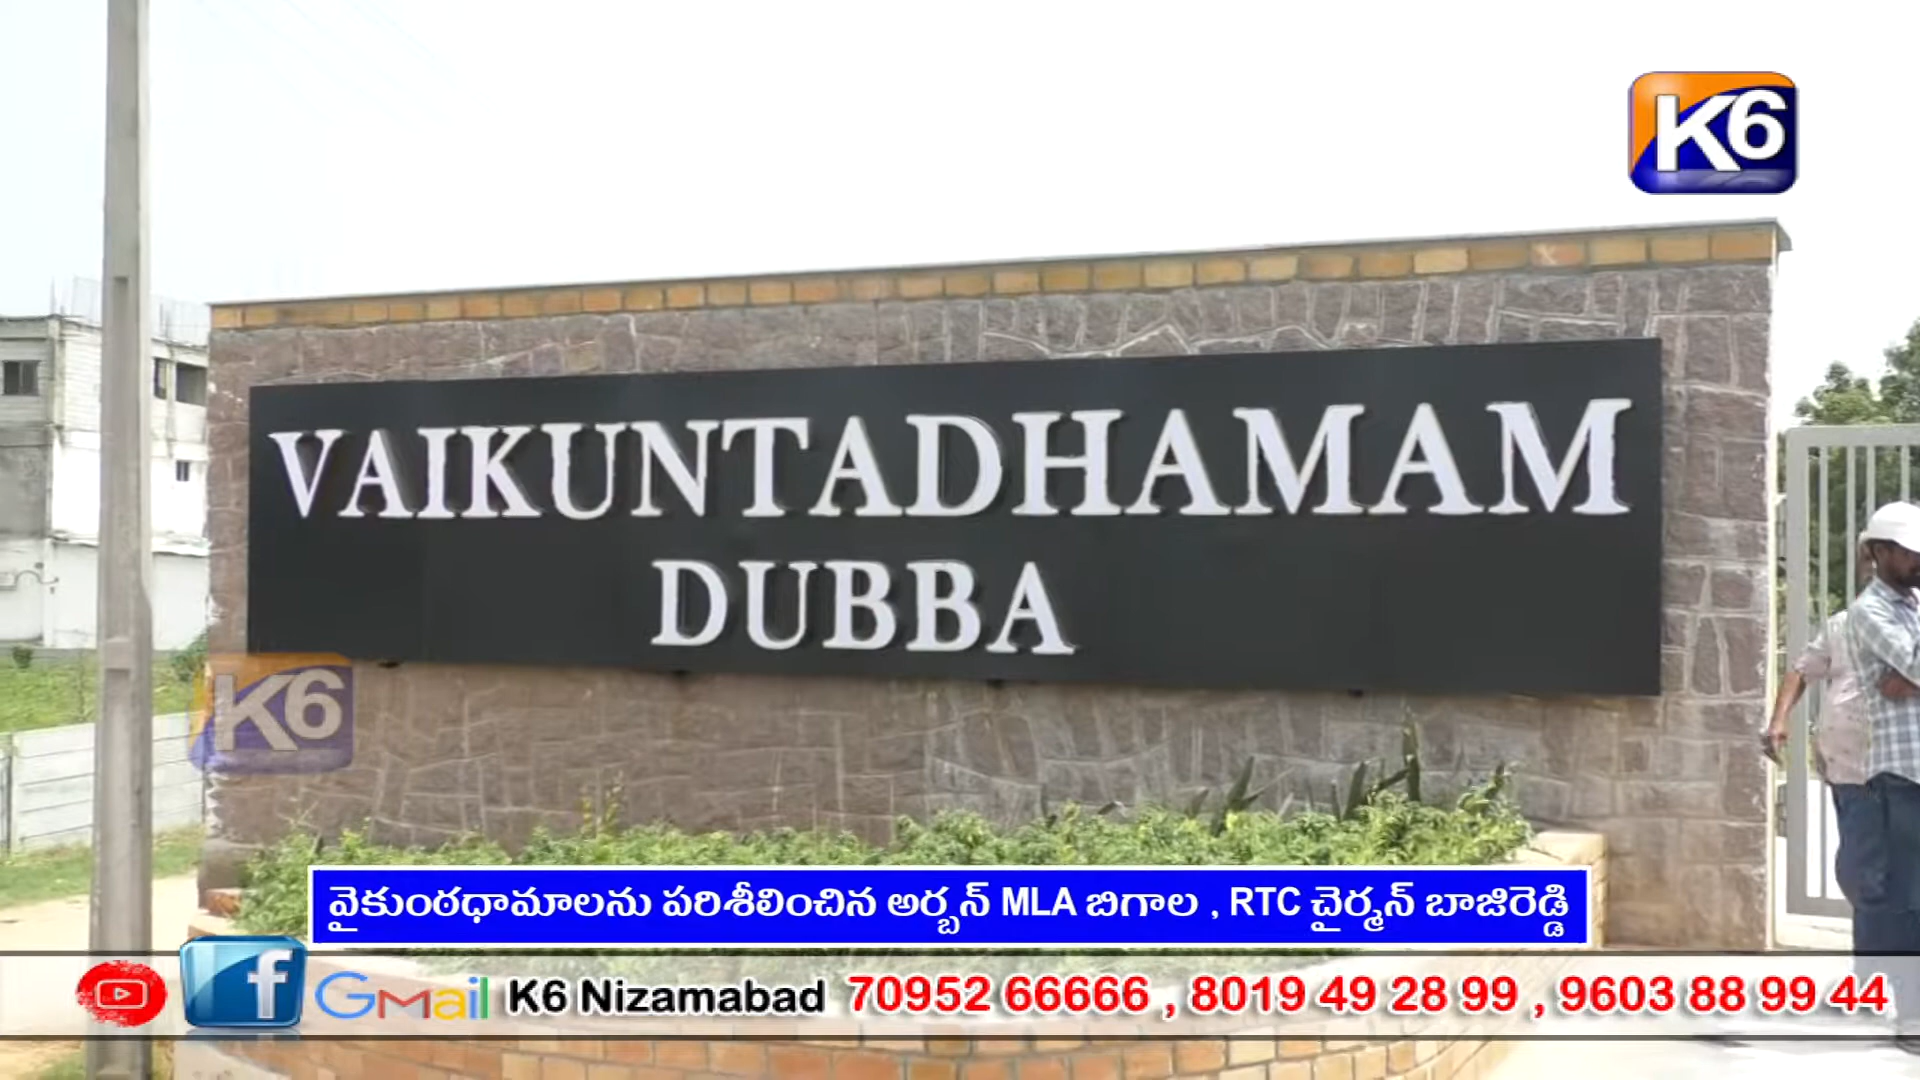 K6
VAIKUNTADHAMAM
DUBBA
K6
వైకుంఠధామాలను పరిశీలించిన అర్బన్ MLA బిగాల , RTC చైర్మన్ బాజిరెడ్డి
f Gmail K6 Nizamabad 70952 66666 , 8019 49 28 99 , 9603 88 99 44